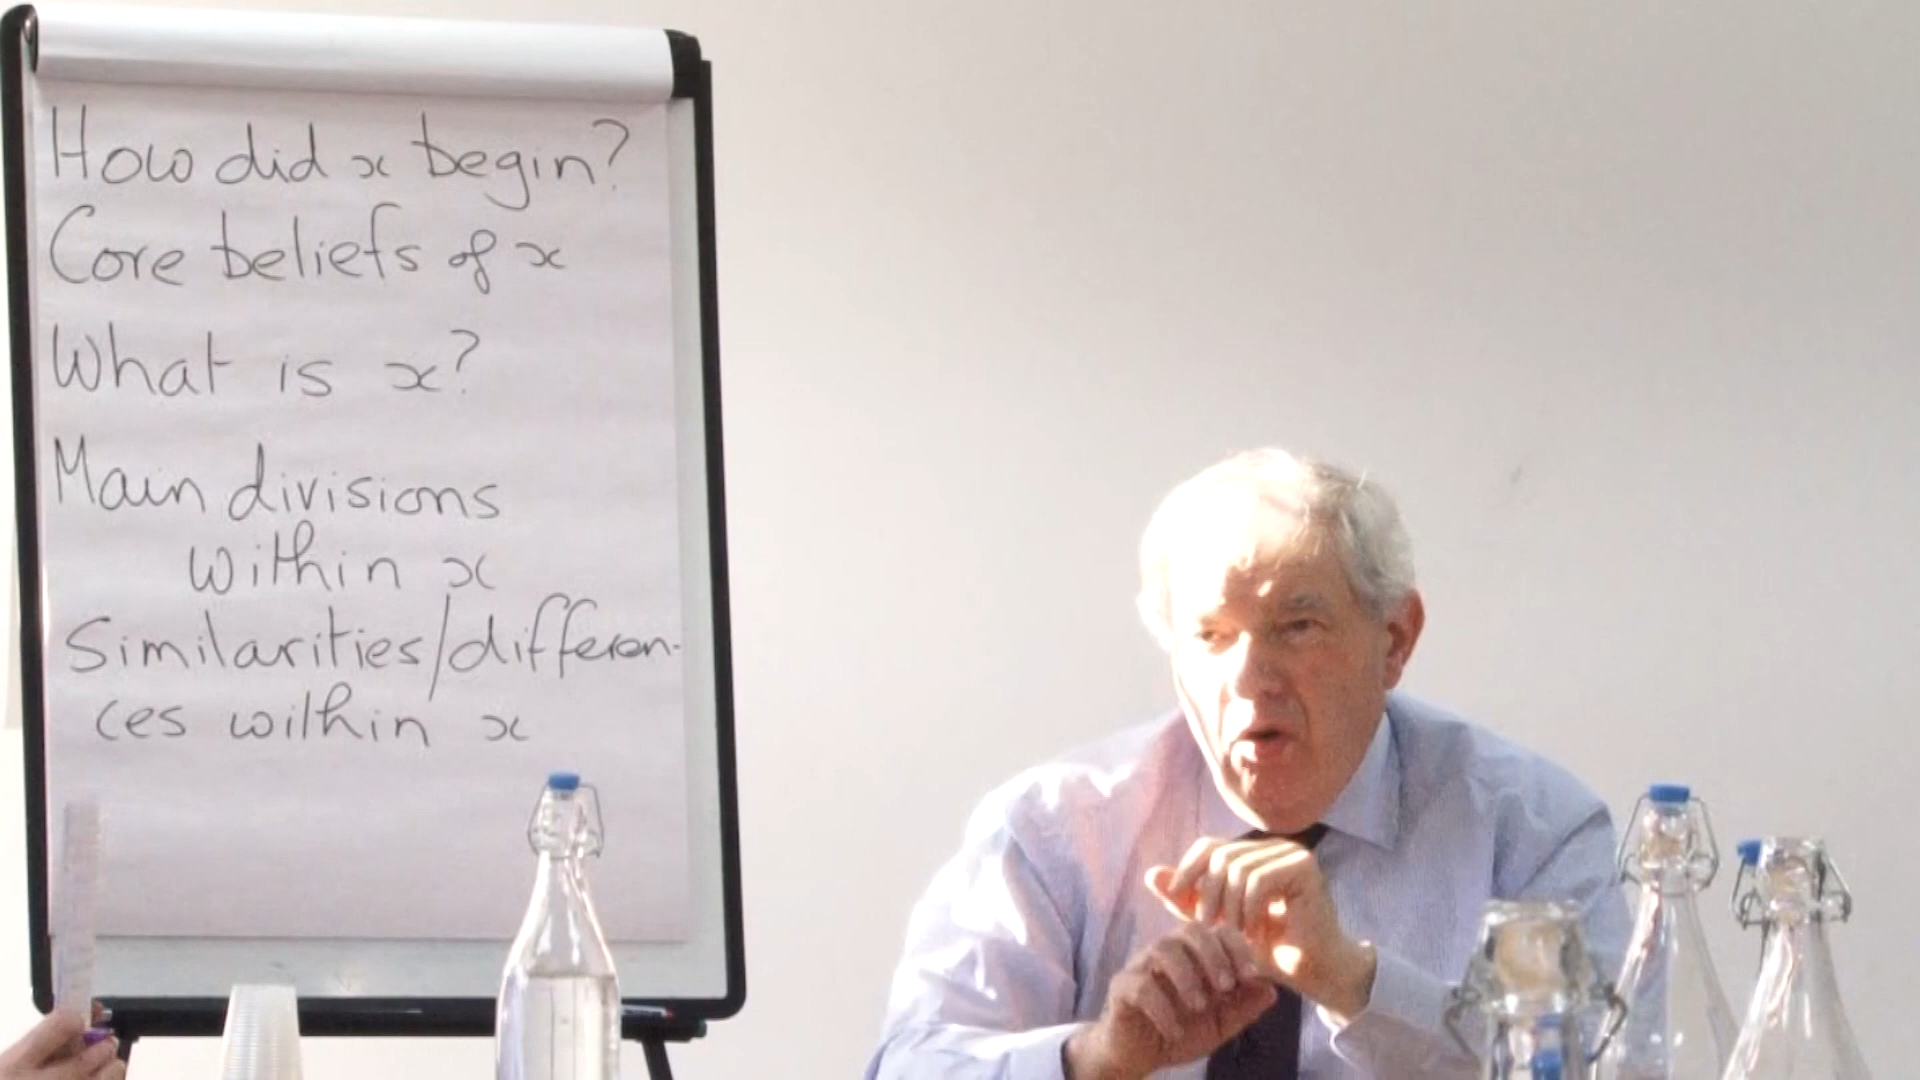 How did x begin?
Core beliefs of x
What is x?
Main divisions
within x
Similarities/differen-
ces within x